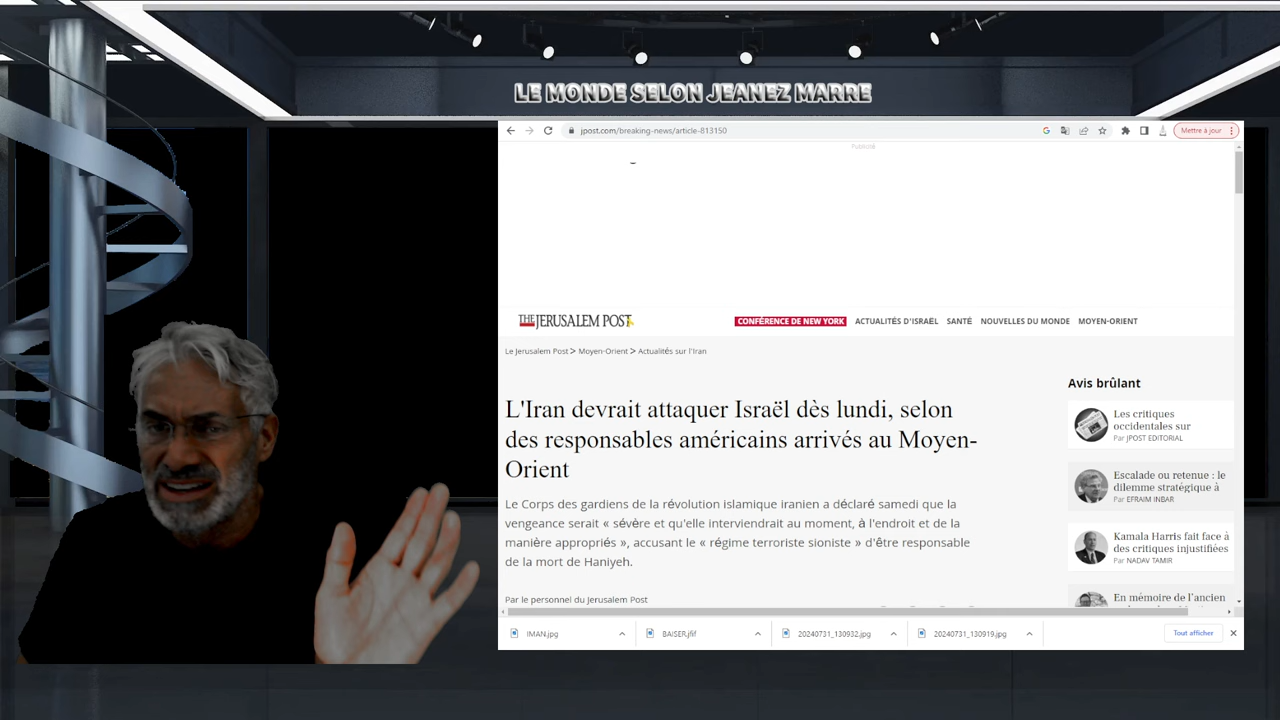 LE MONDE SELON JEANEZ MARRE
jpost.com/breaking-news/article-813150
Mettre à jour
Publicité
THE JERUSALEM POST
CONFÉRENCE DE NEW YORK
ACTUALITÉS D'ISRAËL
SANTÉ
NOUVELLES DU MONDE
MOYEN-ORIENT
Le Jerusalem Post > Moyen-Orient > Actualités sur l'Iran
L'Iran devrait attaquer Israël dès lundi, selon
des responsables américains arrivés au Moyen-
Orient
Le Corps des gardiens de la révolution islamique iranien a déclaré samedi que la
vengeance serait « sévère et qu'elle interviendrait au moment, à l'endroit et de la
manière appropriés », accusant le « régime terroriste sioniste » d'être responsable
de la mort de Haniyeh.
Par le personnel du Jerusalem Post
Avis brûlant
Les critiques
occidentales sur
Par JPOST EDITORIAL
Escalade ou retenue : le
dilemme stratégique à
Par EFRAIM INBAR
Kamala Harris fait face à
des critiques injustifiées
Par NADAV TAMIR
En mémoire de l'ancien
IMAN.jpg
BAISER.jfif
20240731_130932.jpg
20240731_130919.jpg
Tout afficher